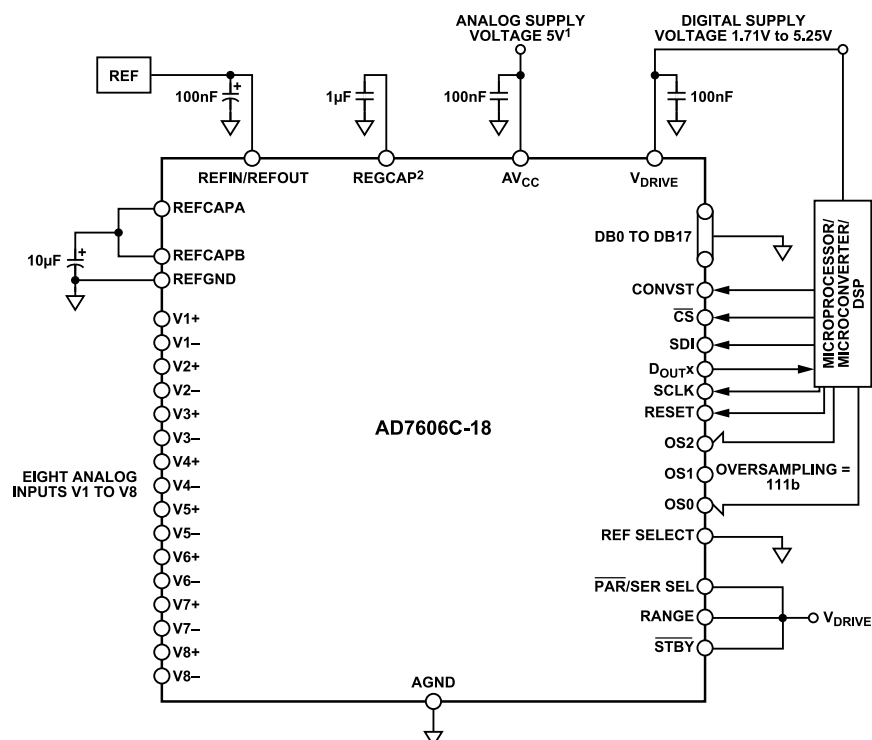 ANALOG SUPPLY
VOLTAGE 5V¹
DIGITAL SUPPLY
VOLTAGE 1.71V to 5.25V
REF
100nF
+
1µF
100nF
100nF
REFIN/REFOUT
REGCAP²
AVCC
VDRIVE
REFCAPA
REFCAPB
REFGND
10µF
+
V1+
V1–
V2+
V2–
V3+
V3–
V4+
V4–
V5+
V5–
V6+
V6–
V7+
V7–
V8+
V8–
EIGHT ANALOG
INPUTS V1 TO V8
AD7606C-18
DB0 TO DB17
CONVST
CS
SDI
DOUTx
SCLK
RESET
OS2
OS1
OS0
OVERSAMPLING =
111b
REF SELECT
PAR/SER SEL
RANGE
STBY
VDRIVE
MICROPROCESSOR/
MICROCONVERTER/
DSP
AGND